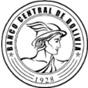 BANCO CENTRAL DE BOLIVIA
1928